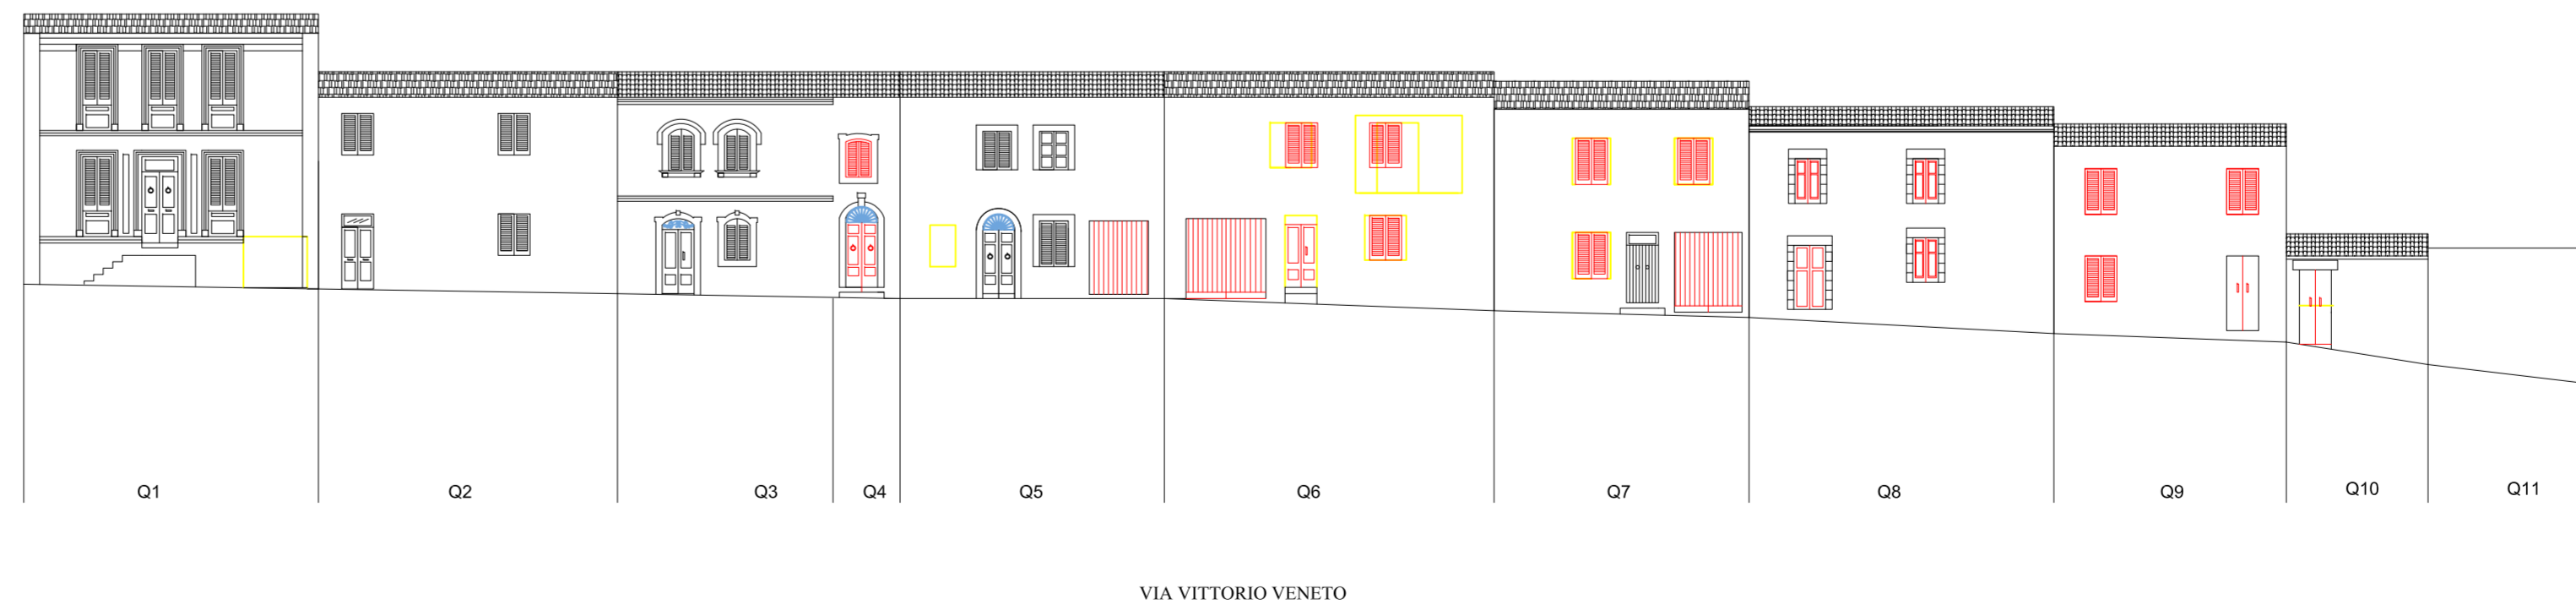 Q1 Q2 Q3 Q4 Q5 Q6 Q7 Q8 Q9 Q10 Q11
VIA VITTORIO VENETO